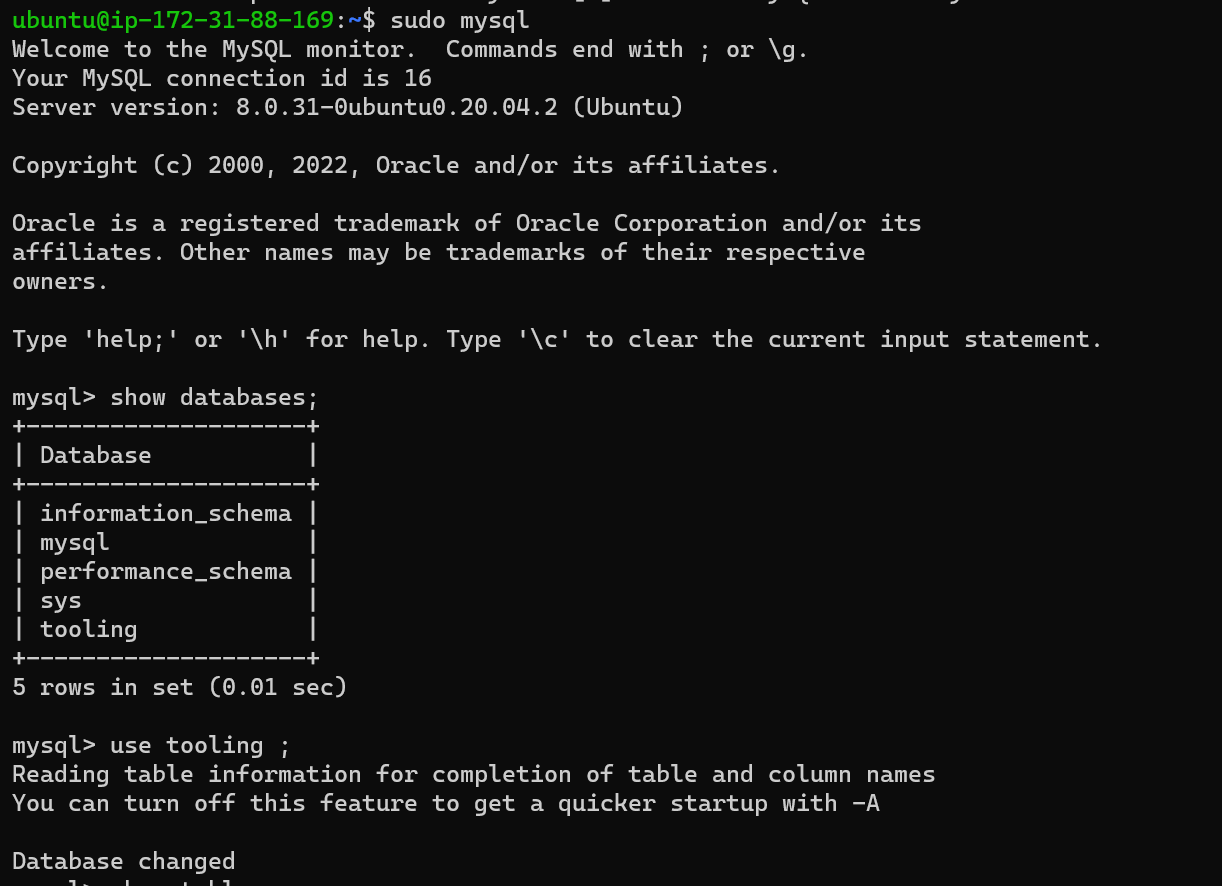 ubuntu@ip-172-31-88-169:~$ sudo mysql
Welcome to the MySQL monitor.  Commands end with ; or \g.
Your MySQL connection id is 16
Server version: 8.0.31-0ubuntu0.20.04.2 (Ubuntu)
Copyright (c) 2000, 2022, Oracle and/or its affiliates.
Oracle is a registered trademark of Oracle Corporation and/or its
affiliates. Other names may be trademarks of their respective
owners.
Type 'help;' or '\h' for help. Type '\c' to clear the current input statement.
mysql> show databases;
+--------------------+
| Database           |
+--------------------+
| information_schema |
| mysql              |
| performance_schema |
| sys                |
| tooling            |
+--------------------+
5 rows in set (0.01 sec)
mysql> use tooling ;
Reading table information for completion of table and column names
You can turn off this feature to get a quicker startup with -A
Database changed